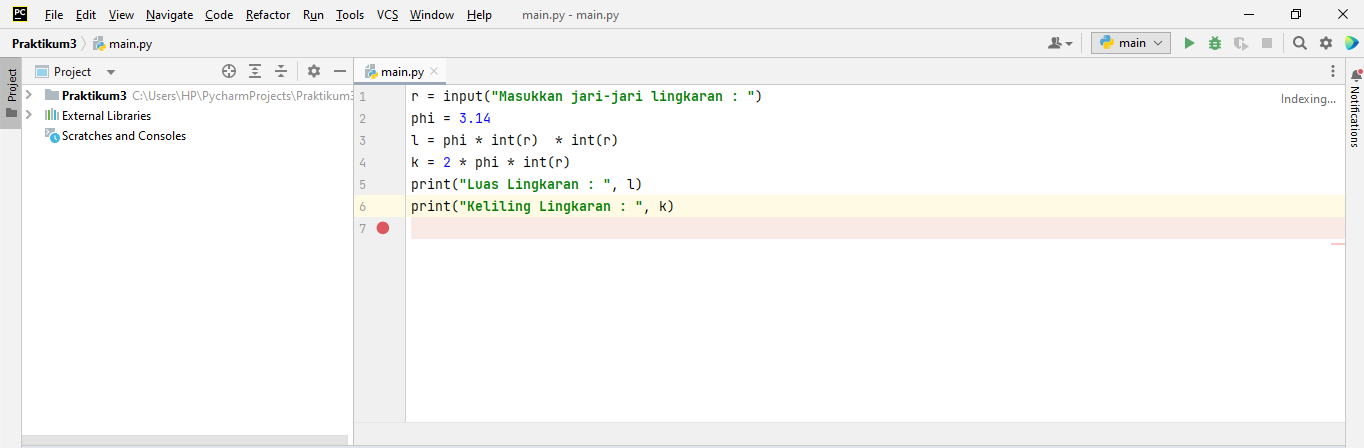 PC File Edit View Navigate Code Refactor Run Tools VCS Window Help main.py - main.py
Praktikum3 main.py main
Project
Project
Praktikum3 C:\Users\HP\PycharmProjects\Praktikum3
External Libraries
Scratches and Consoles
main.py
Indexing...
1 r = input("Masukkan jari-jari lingkaran : ")
2 phi = 3.14
3 l = phi * int(r)  * int(r)
4 k = 2 * phi * int(r)
5 print("Luas Lingkaran : ", l)
6 print("Keliling Lingkaran : ", k)
7
Notifications